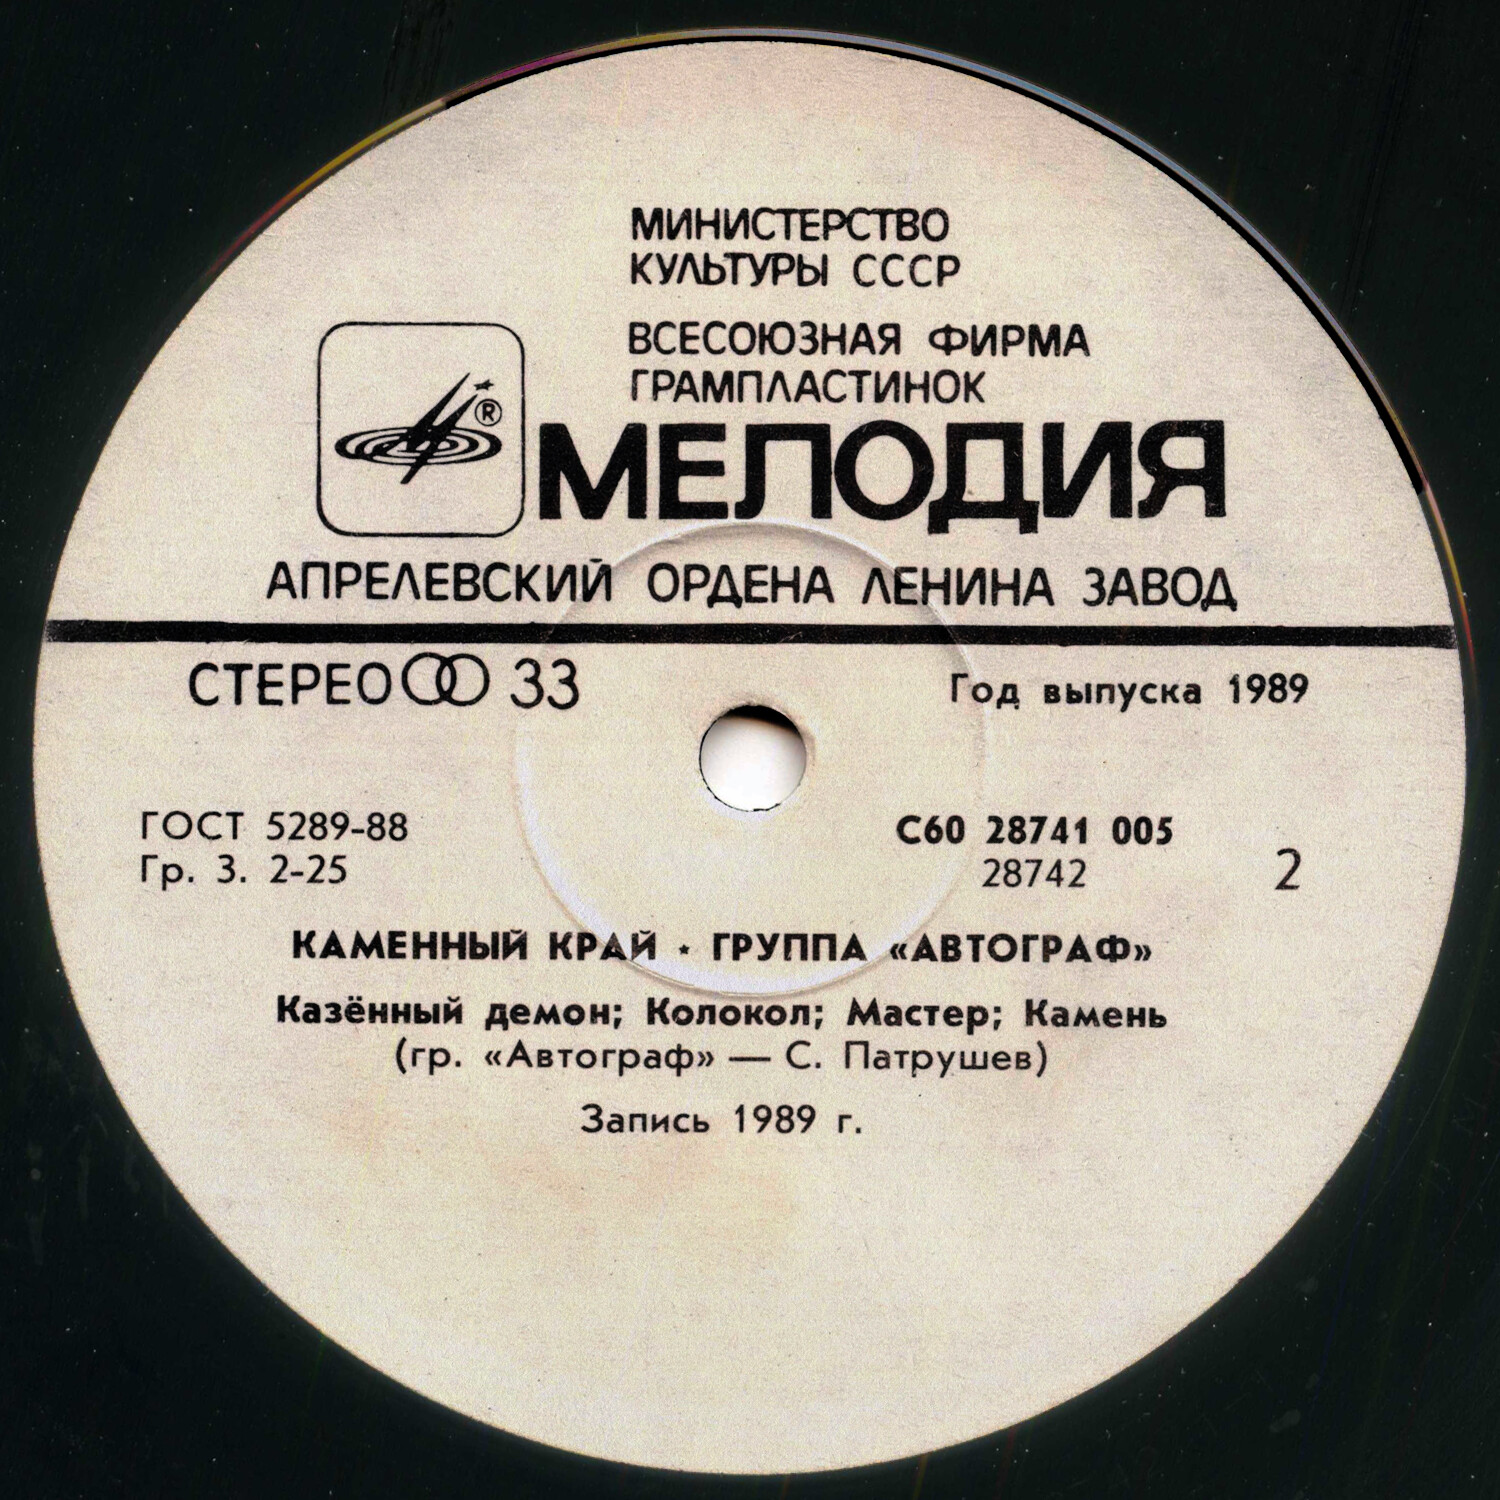 МИНИСТЕРСТВО
КУЛЬТУРЫ СССР
ВСЕСОЮЗНАЯ ФИРМА
ГРАМПЛАСТИНОК
®
МЕЛОДИЯ
АПРЕЛЕВСКИЙ ОРДЕНА ЛЕНИНА ЗАВОД
СТЕРЕО 33
Год выпуска 1989
ГОСТ 5289-88
Гр. 3. 2-25
С60 28741 005
28742
2
КАМЕННЫЙ КРАЙ · ГРУППА «АВТОГРАФ»
Казённый демон; Колокол; Мастер; Камень
(гр. «Автограф» — С. Патрушев)
Запись 1989 г.